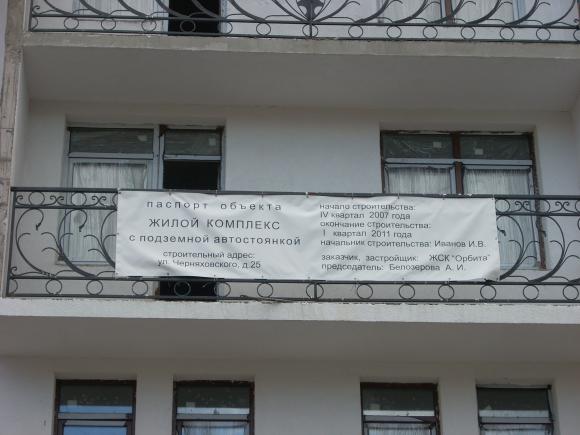 паспорт объекта
ЖИЛОЙ КОМПЛЕКС
с подземной автостоянкой
строительный адрес:
ул. Черняховского, д.25
начало строительства:
IV квартал 2007 года
окончание строительства:
I квартал 2011 года
начальник строительства: Иванов И.В.
заказчик, застройщик: ЖСК "Орбита"
председатель: Белозерова А. И.